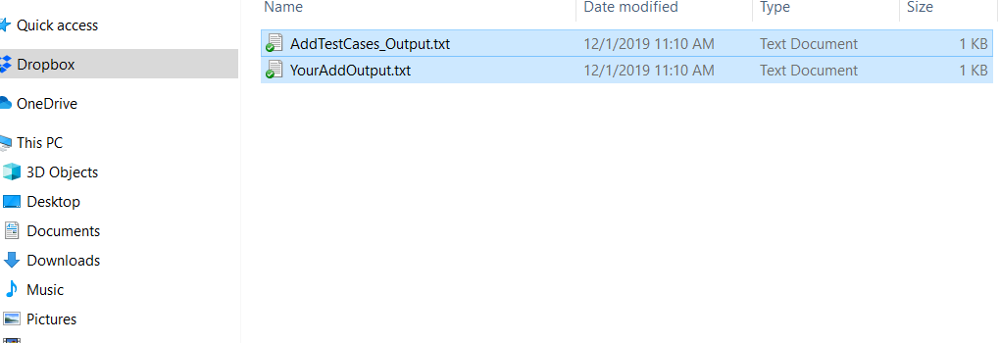 Name Date modified Type Size
Quick access
AddTestCases_Output.txt 12/1/2019 11:10 AM Text Document 1 KB
Dropbox
YourAddOutput.txt 12/1/2019 11:10 AM Text Document 1 KB
OneDrive
This PC
3D Objects
Desktop
Documents
Downloads
Music
Pictures